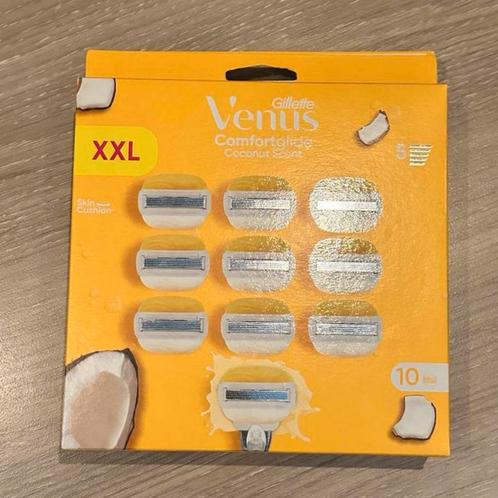 Gillette
Venus
Comfortglide
Coconut Scent
XXL
5
Skin
Cushion
10